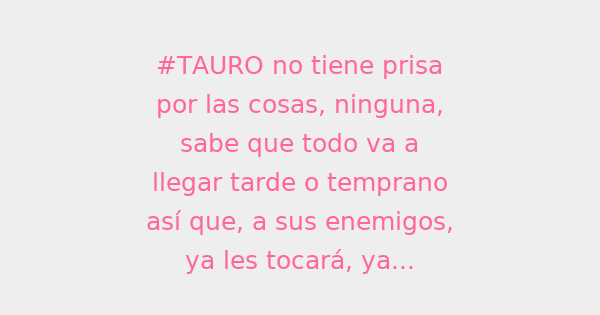 #TAURO no tiene prisa
por las cosas, ninguna,
sabe que todo va a
llegar tarde o temprano
así que, a sus enemigos,
ya les tocará, ya...